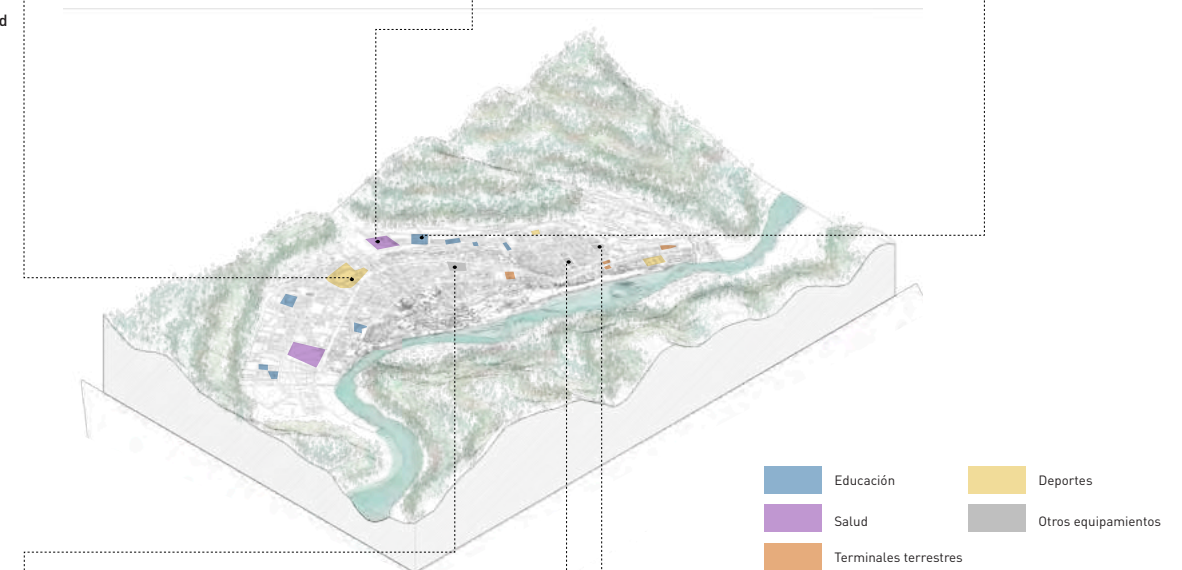 d
Educación
Deportes
Salud
Otros equipamientos
Terminales terrestres